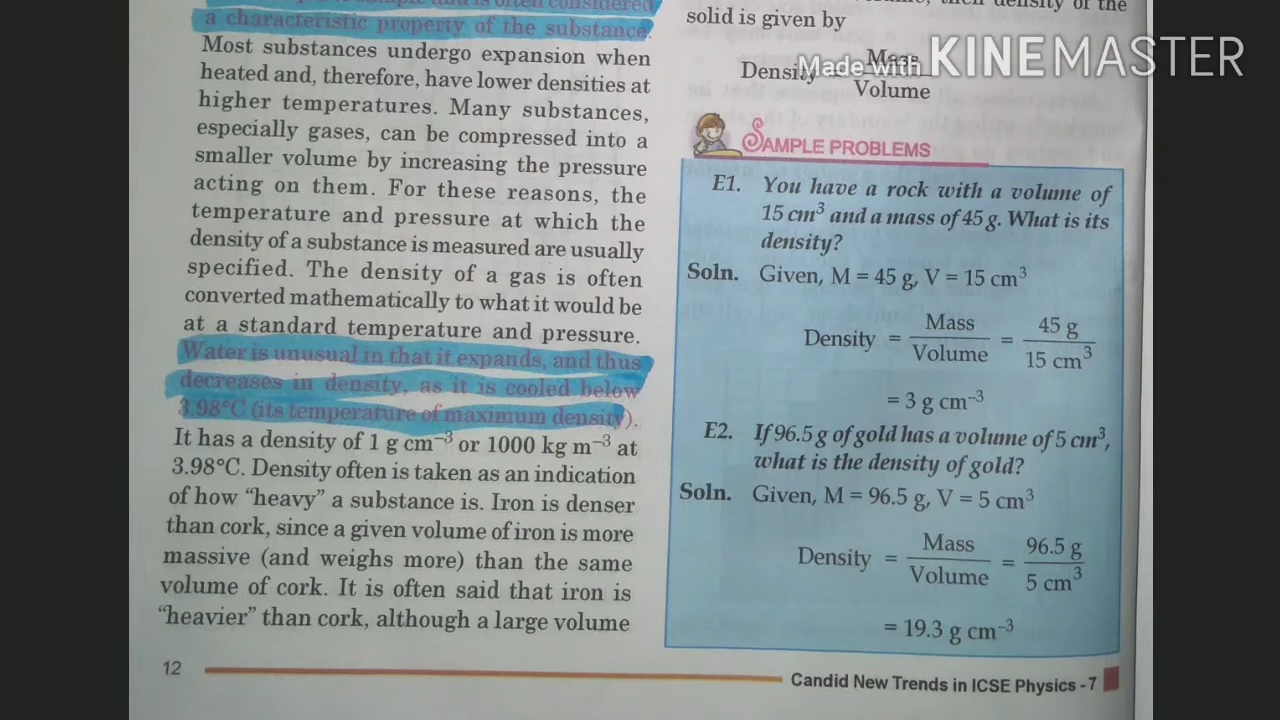 sample and is often considered
a characteristic property of the substance.
Most substances undergo expansion when
heated and, therefore, have lower densities at
higher temperatures. Many substances,
especially gases, can be compressed into a
smaller volume by increasing the pressure
acting on them. For these reasons, the
temperature and pressure at which the
density of a substance is measured are usually
specified. The density of a gas is often
converted mathematically to what it would be
at a standard temperature and pressure.
Water is unusual in that it expands, and thus
decreases in density, as it is cooled below
3.98°C (its temperature of maximum density).
It has a density of 1 g cm⁻³ or 1000 kg m⁻³ at
3.98°C. Density often is taken as an indication
of how “heavy” a substance is. Iron is denser
than cork, since a given volume of iron is more
massive (and weighs more) than the same
volume of cork. It is often said that iron is
“heavier” than cork, although a large volume
12
then density of the
solid is given by
Density = Mass
Volume
Made with KINEMASTER
SAMPLE PROBLEMS
E1. You have a rock with a volume of
15 cm³ and a mass of 45 g. What is its
density?
Soln. Given, M = 45 g, V = 15 cm³
Density = Mass / Volume = 45 g / 15 cm³
= 3 g cm⁻³
E2. If 96.5 g of gold has a volume of 5 cm³,
what is the density of gold?
Soln. Given, M = 96.5 g, V = 5 cm³
Density = Mass / Volume = 96.5 g / 5 cm³
= 19.3 g cm⁻³
Candid New Trends in ICSE Physics - 7